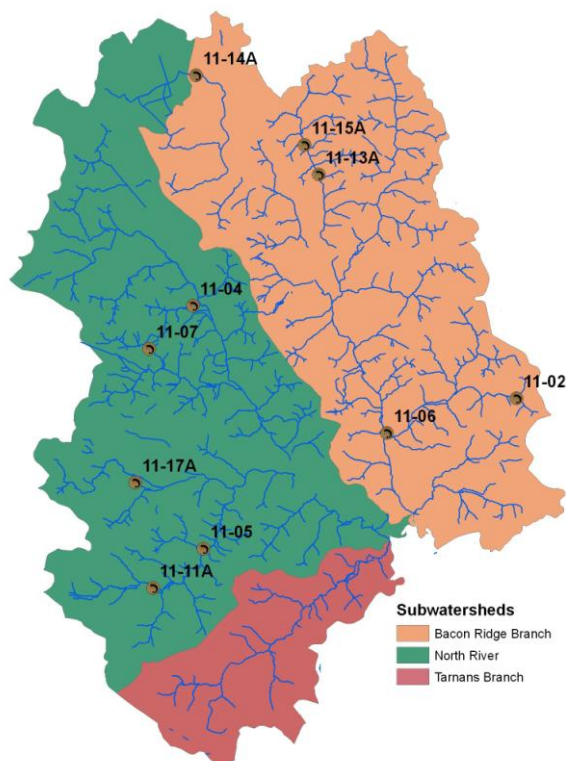 11-14A
11-15A
11-13A
11-04
11-07
11-02
11-06
11-17A
11-05
11-11A
Subwatersheds
Bacon Ridge Branch
North River
Tarnans Branch